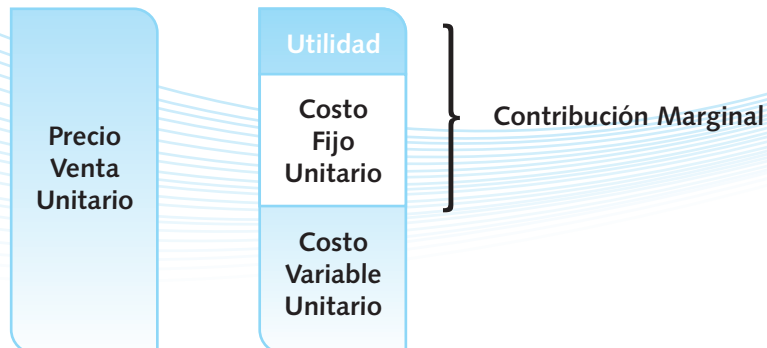 Precio
Venta
Unitario
Utilidad
Costo
Fijo
Unitario
Costo
Variable
Unitario
Contribución Marginal